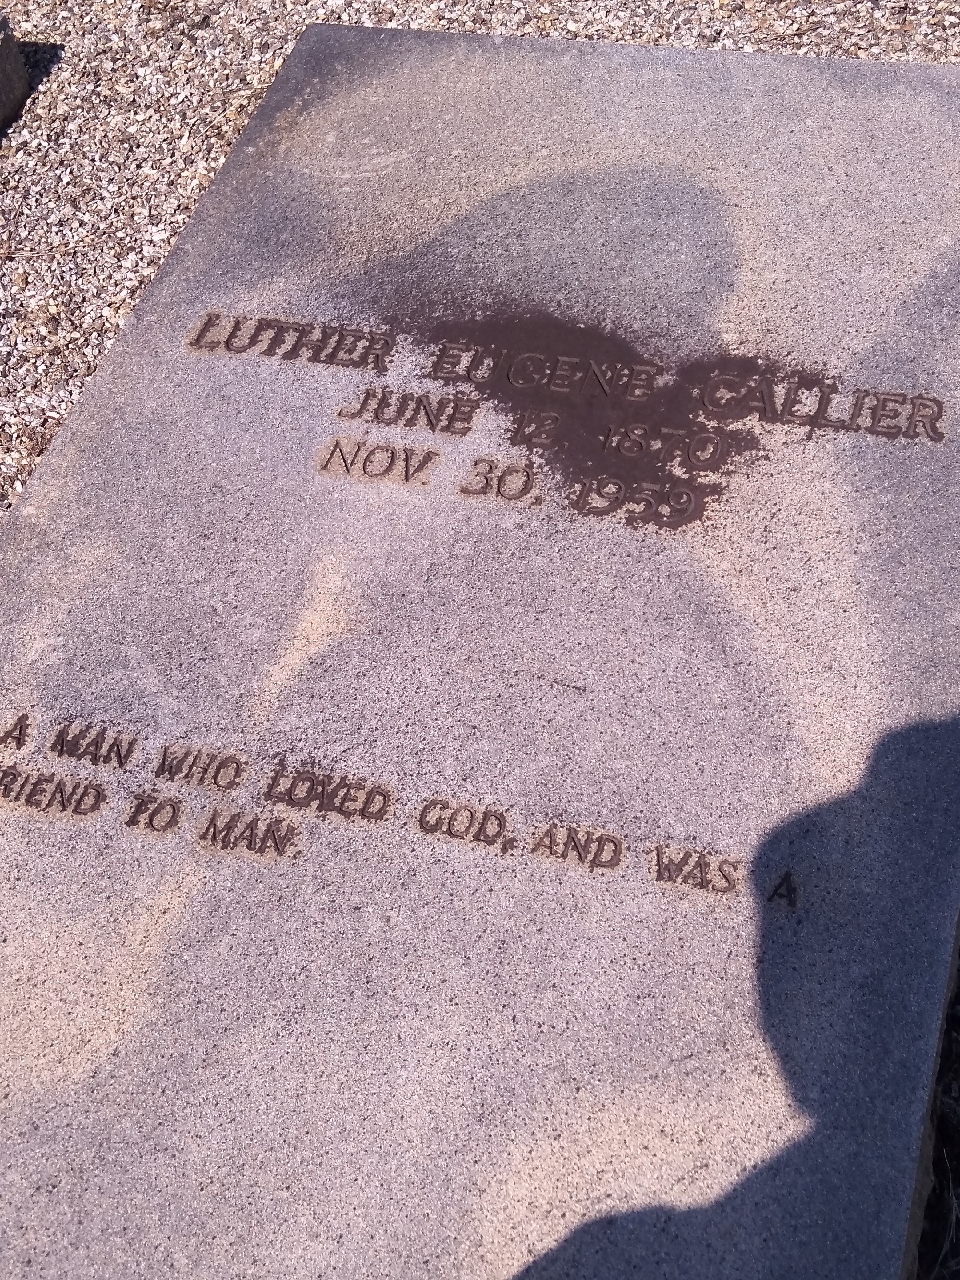 LUTHER EUGENE CALLIER
JUNE 12, 1870
NOV. 30, 1959
A MAN WHO LOVED GOD, AND WAS A
RIEND TO MAN.